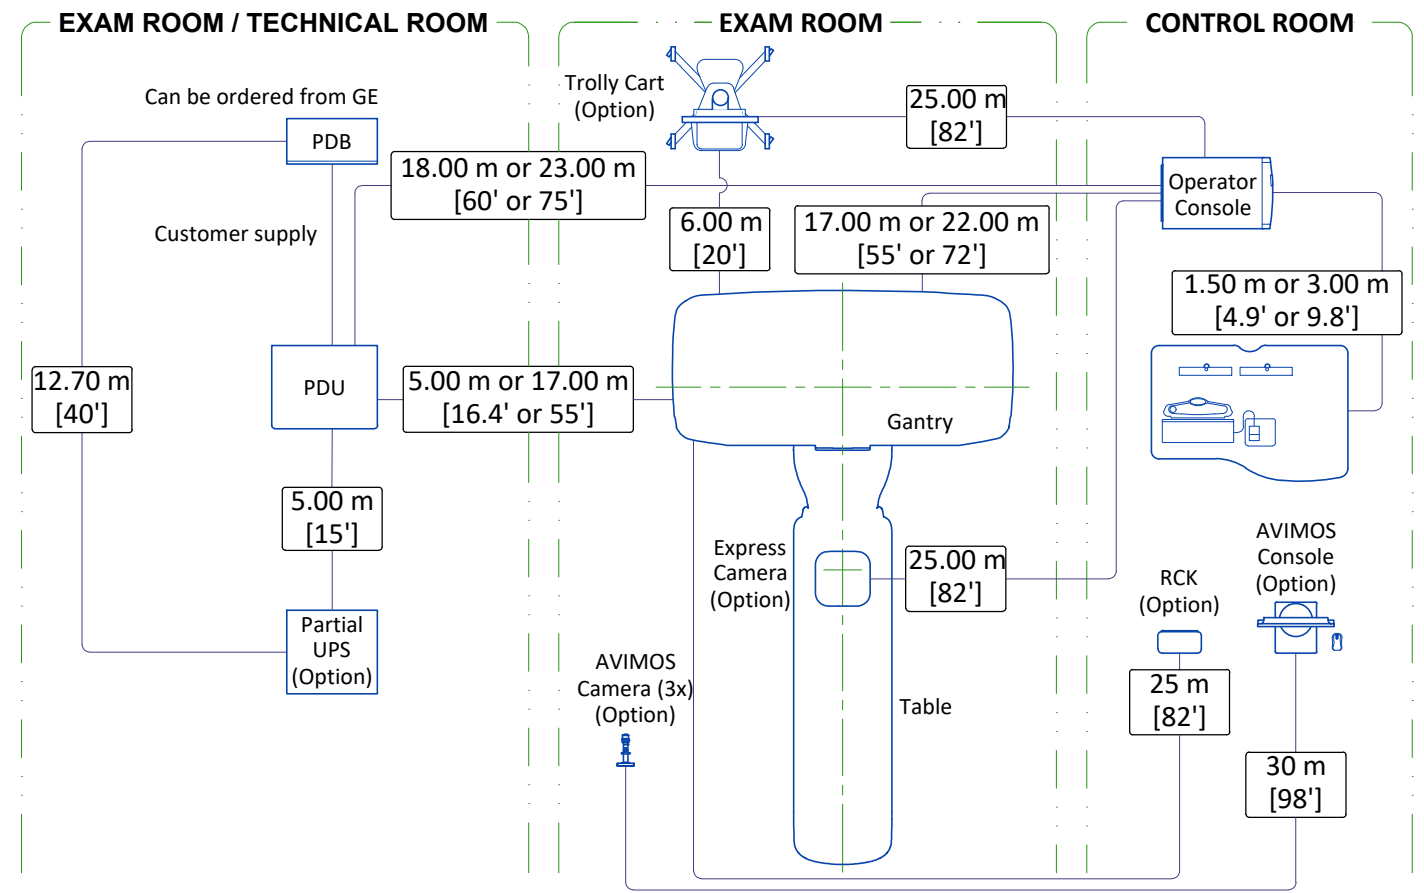 EXAM ROOM / TECHNICAL ROOM
EXAM ROOM
CONTROL ROOM
Can be ordered from GE
PDB
Trolly Cart
(Option)
25.00 m
[82']
18.00 m or 23.00 m
[60' or 75']
Operator
Console
Customer supply
6.00 m
[20']
17.00 m or 22.00 m
[55' or 72']
1.50 m or 3.00 m
[4.9' or 9.8']
12.70 m
[40']
PDU
5.00 m or 17.00 m
[16.4' or 55']
Gantry
5.00 m
[15']
Express
Camera
(Option)
25.00 m
[82']
RCK
(Option)
AVIMOS
Console
(Option)
Partial
UPS
(Option)
AVIMOS
Camera (3x)
(Option)
Table
25 m
[82']
30 m
[98']